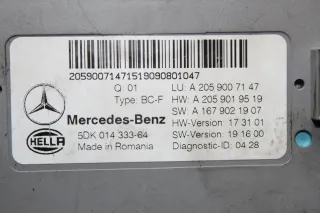 20590071471519090801047
Q 01 LU: A 205 900 71 47
Type: BC-F HW: A 205 901 95 19
SW: A 167 902 19 07
Mercedes-Benz HW-Version: 17 31 01
HELLA 5DK 014 333-64 SW-Version: 19 16 00
Made in Romania Diagnostic-ID: 04 28